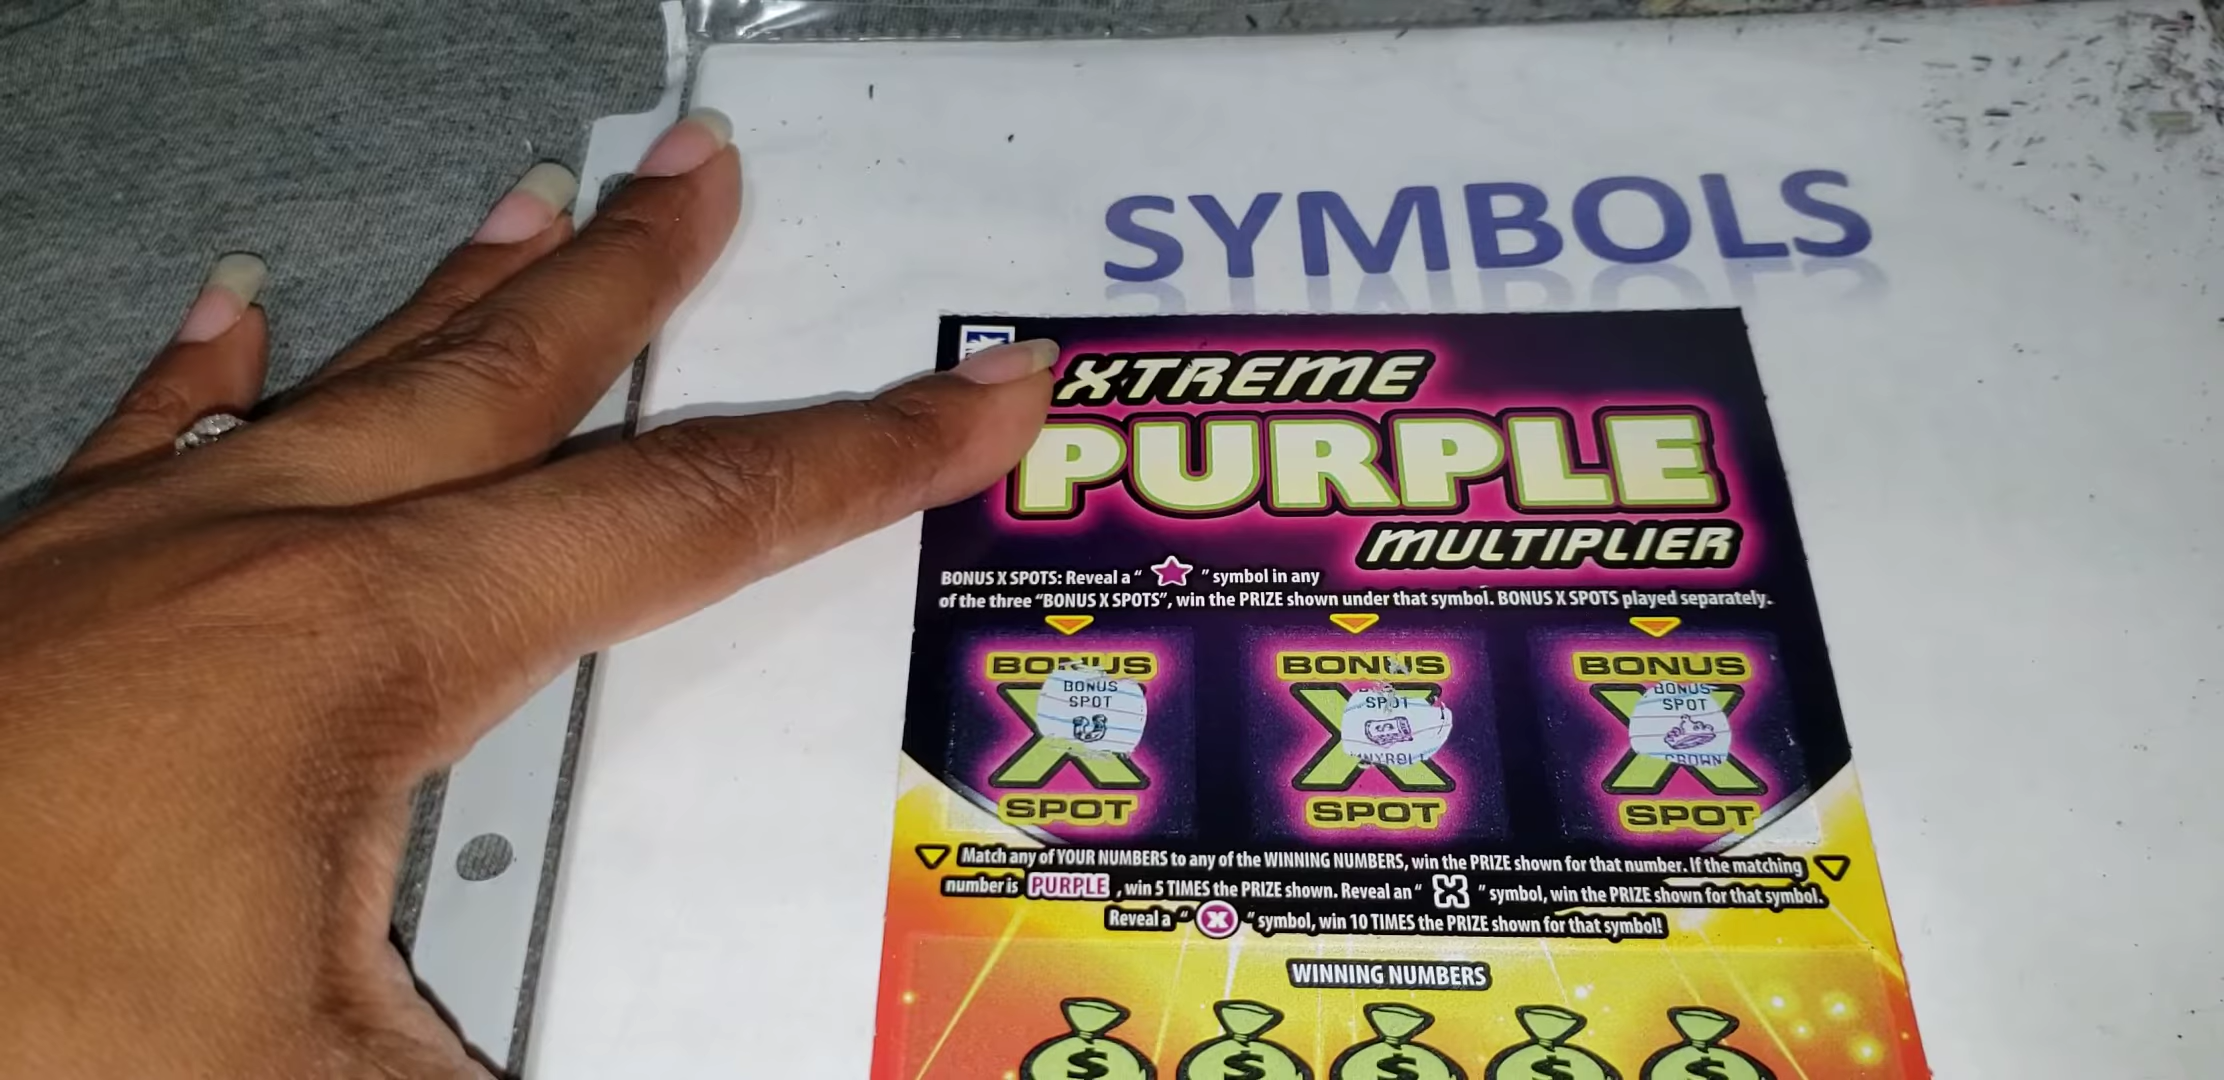 SYMBOLS
XTREME
PURPLE
MULTIPLIER
BONUS X SPOTS: Reveal a " " symbol in any
of the three "BONUS X SPOTS", win the PRIZE shown under that symbol. BONUS X SPOTS played separately.
BONUS BONUS BONUS
BONUS SPOT
SPOT
BONUS SPOT
CROWN
SPOT SPOT SPOT
Match any of YOUR NUMBERS to any of the WINNING NUMBERS, win the PRIZE shown for that number. If the matching
number is PURPLE, win 5 TIMES the PRIZE shown. Reveal an " X " symbol, win the PRIZE shown for that symbol.
Reveal a " X " symbol, win 10 TIMES the PRIZE shown for that symbol!
WINNING NUMBERS
$ $ $ $ $